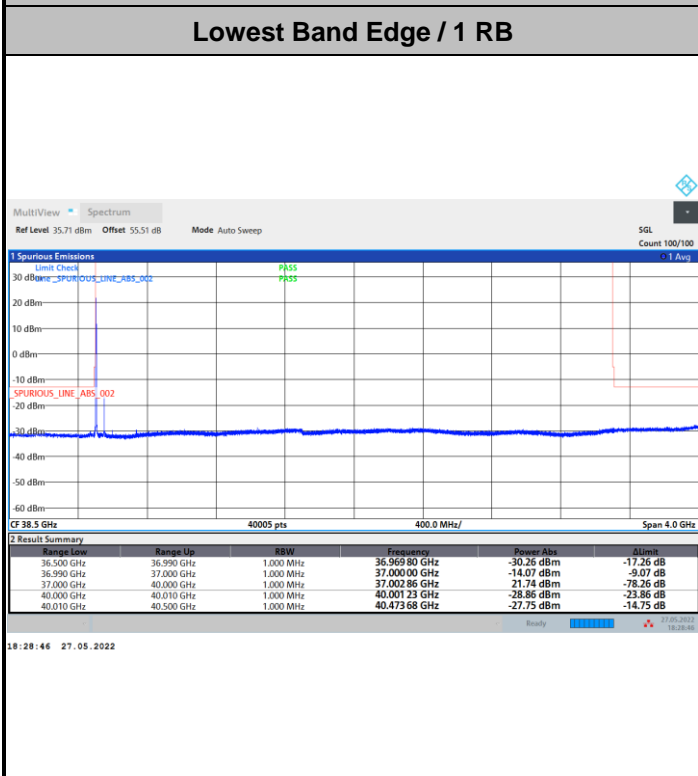 Lowest Band Edge / 1 RB
MultiView Spectrum
Ref Level 35.71 dBm Offset 55.51 dB Mode Auto Sweep SGL
Count 100/100
1 Spurious Emissions 1 Avg
Limit Check PASS
30 dBm Line _SPURIOUS_LINE_ABS_002 PASS
20 dBm
10 dBm
0 dBm
-10 dBm
_SPURIOUS_LINE_ABS_002
-20 dBm
-30 dBm
-40 dBm
-50 dBm
-60 dBm
CF 38.5 GHz 40005 pts 400.0 MHz/ Span 4.0 GHz
2 Result Summary
Range Low Range Up RBW Frequency Power Abs ΔLimit
36.500 GHz 36.990 GHz 1.000 MHz 36.969 80 GHz -30.26 dBm -17.26 dB
36.990 GHz 37.000 GHz 1.000 MHz 37.000 00 GHz -14.07 dBm -9.07 dB
37.000 GHz 40.000 GHz 1.000 MHz 37.002 86 GHz 21.74 dBm -78.26 dB
40.000 GHz 40.010 GHz 1.000 MHz 40.001 23 GHz -28.86 dBm -23.86 dB
40.010 GHz 40.500 GHz 1.000 MHz 40.473 68 GHz -27.75 dBm -14.75 dB
Ready 27.05.2022
18:28:46
18:28:46 27.05.2022